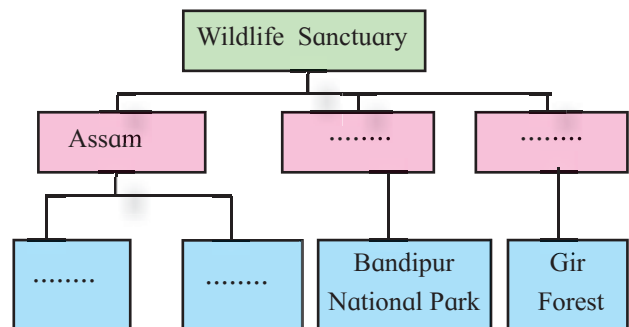 Wildlife Sanctuary
Assam
........
........
........
........
Bandipur
National Park
Gir
Forest